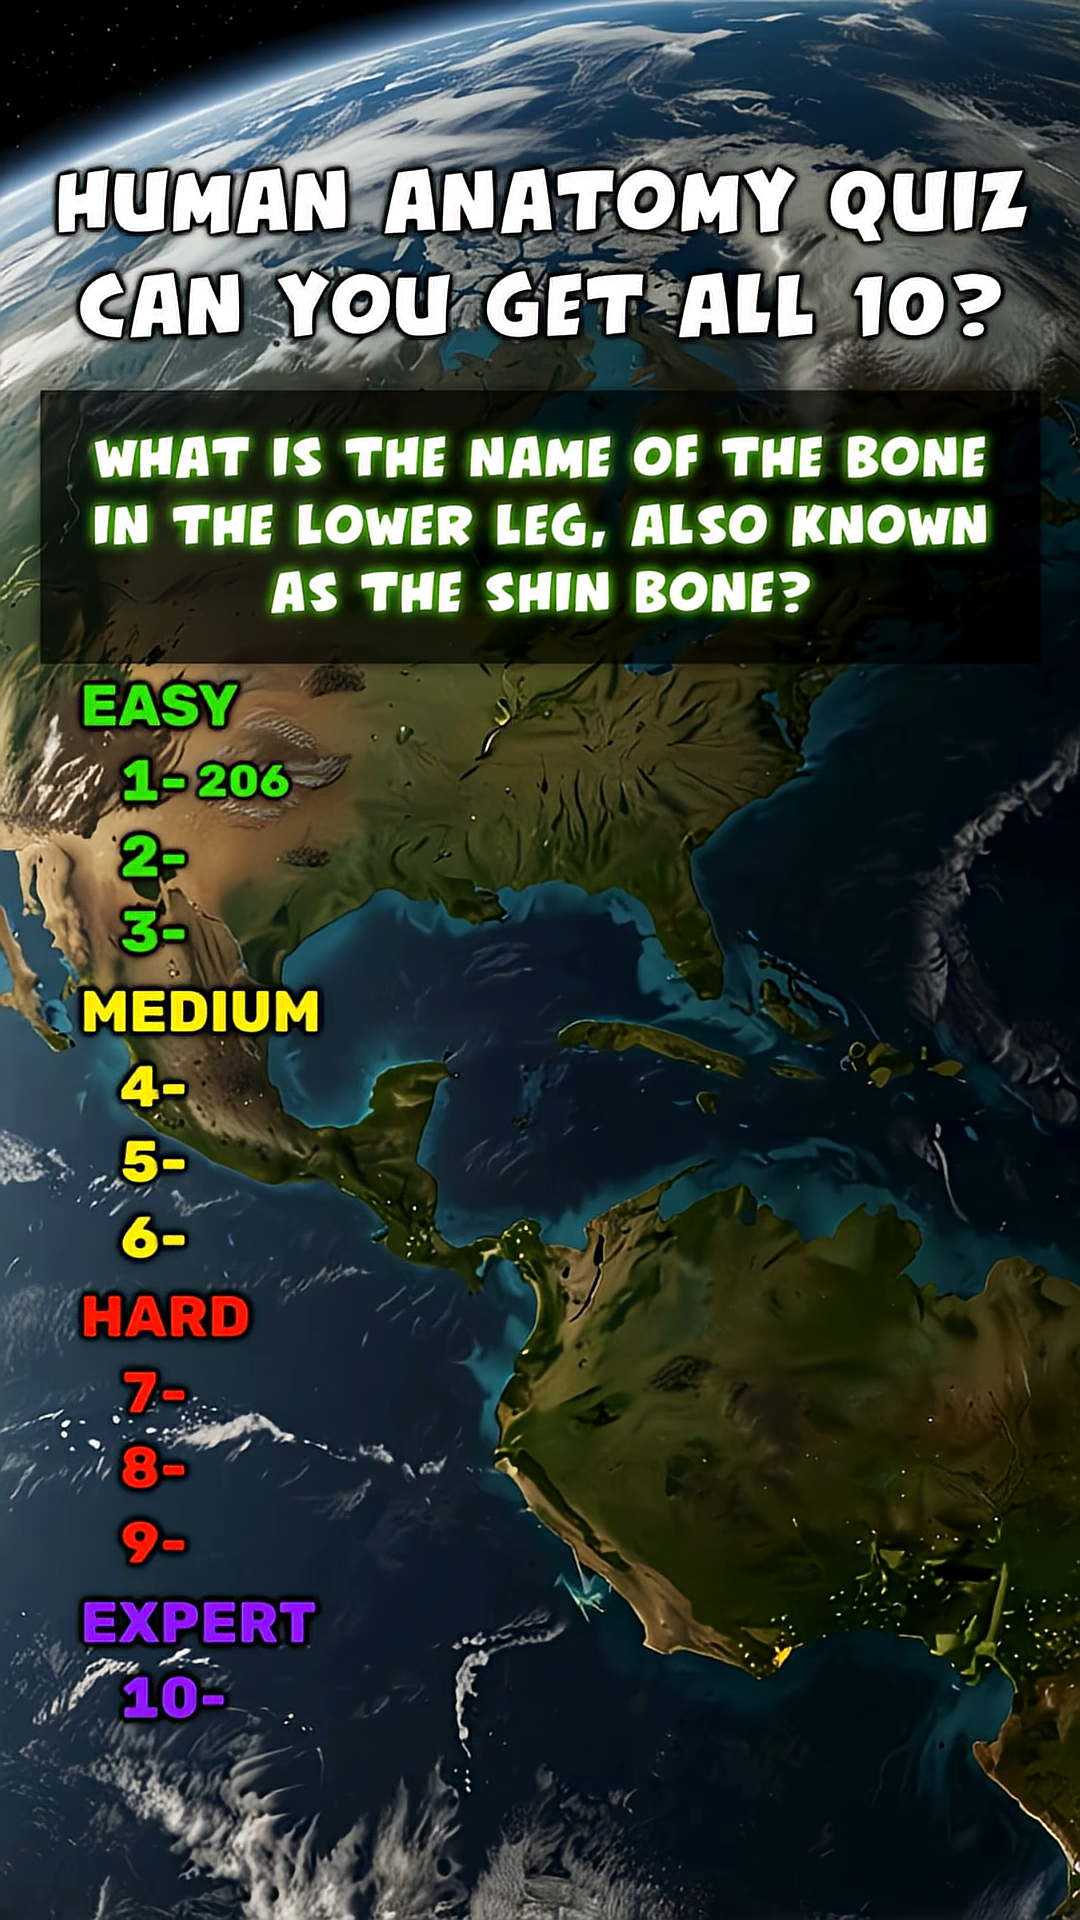 HUMAN ANATOMY QUIZ
CAN YOU GET ALL 10?
WHAT IS THE NAME OF THE BONE
IN THE LOWER LEG, ALSO KNOWN
AS THE SHIN BONE?
EASY
1- 206
2-
3-
MEDIUM
4-
5-
6-
HARD
7-
8-
9-
EXPERT
10-